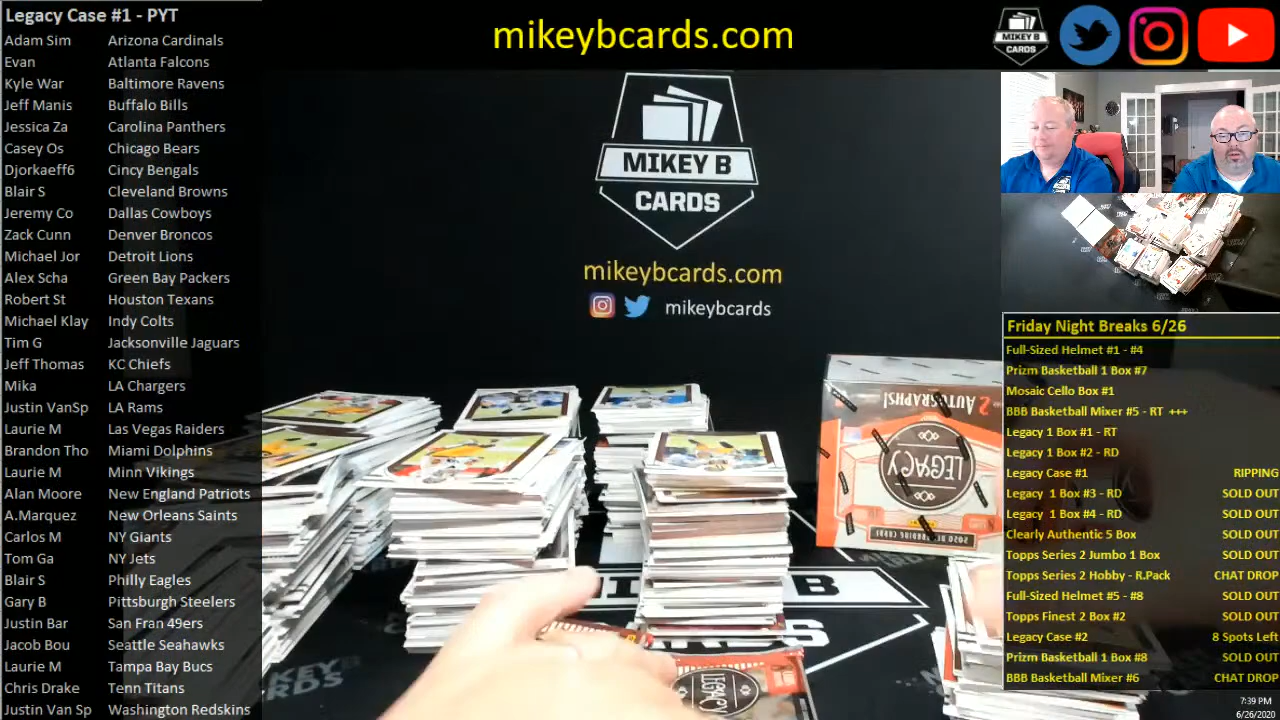 Legacy Case #1 - PYT
Adam Sim Arizona Cardinals
Evan Atlanta Falcons
Kyle War Baltimore Ravens
Jeff Manis Buffalo Bills
Jessica Za Carolina Panthers
Casey Os Chicago Bears
Djorkaeff6 Cincy Bengals
Blair S Cleveland Browns
Jeremy Co Dallas Cowboys
Zack Cunn Denver Broncos
Michael Jor Detroit Lions
Alex Scha Green Bay Packers
Robert St Houston Texans
Michael Klay Indy Colts
Tim G Jacksonville Jaguars
Jeff Thomas KC Chiefs
Mika LA Chargers
Justin VanSp LA Rams
Laurie M Las Vegas Raiders
Brandon Tho Miami Dolphins
Laurie M Minn Vikings
Alan Moore New England Patriots
A.Marquez New Orleans Saints
Carlos M NY Giants
Tom Ga NY Jets
Blair S Philly Eagles
Gary B Pittsburgh Steelers
Justin Bar San Fran 49ers
Jacob Bou Seattle Seahawks
Laurie M Tampa Bay Bucs
Chris Drake Tenn Titans
Justin Van Sp Washington Redskins
mikeybcards.com
MIKEY B
CARDS
mikeybcards.com
mikeybcards
MIKEY B
CARDS
2 AUTOGRAPHS!
LEGACY
LEGACY
B
CARDS
Friday Night Breaks 6/26
Full-Sized Helmet #1 - #4
Prizm Basketball 1 Box #7
Mosaic Cello Box #1
BBB Basketball Mixer #5 - RT +++
Legacy 1 Box #1 - RT
Legacy 1 Box #2 - RD
Legacy Case #1 RIPPING
Legacy 1 Box #3 - RD SOLD OUT
Legacy 1 Box #4 - RD SOLD OUT
Clearly Authentic 5 Box SOLD OUT
Topps Series 2 Jumbo 1 Box SOLD OUT
Topps Series 2 Hobby - R.Pack CHAT DROP
Full-Sized Helmet #5 - #8 SOLD OUT
Topps Finest 2 Box #2 SOLD OUT
Legacy Case #2 8 Spots Left
Prizm Basketball 1 Box #8 SOLD OUT
BBB Basketball Mixer #6 CHAT DROP
7:39 PM
6/26/2020